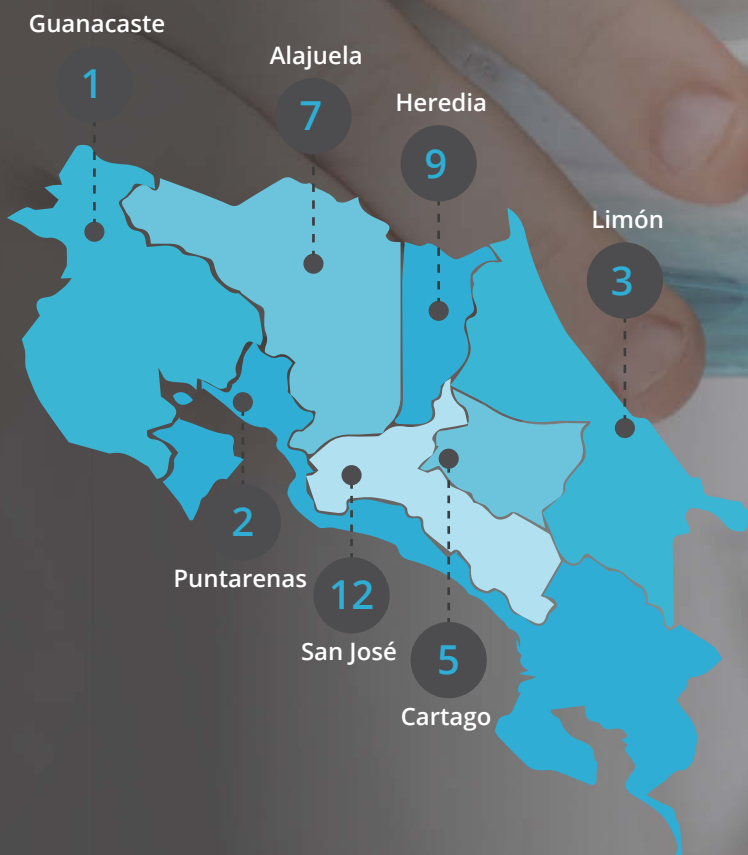 Guanacaste
1
Alajuela
7
Heredia
9
Limón
3
2
Puntarenas
12
San José
5
Cartago